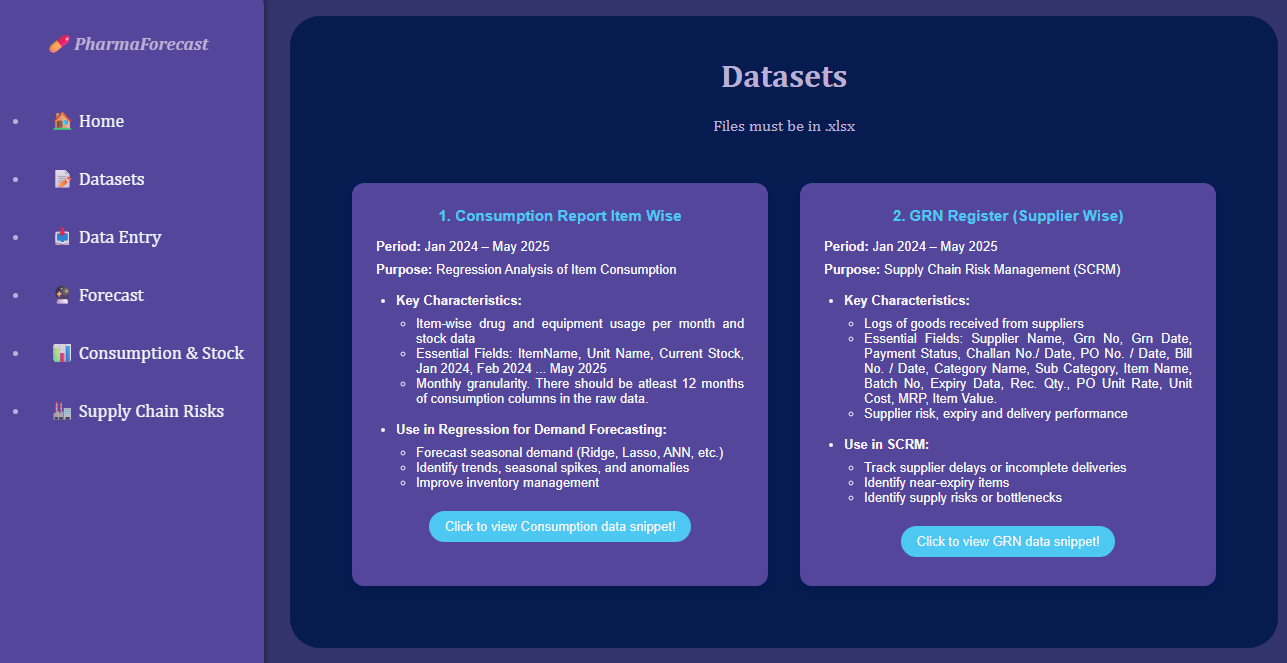 PharmaForecast
Home
Datasets
Data Entry
Forecast
Consumption & Stock
Supply Chain Risks
Datasets
Files must be in .xlsx
1. Consumption Report Item Wise
Period: Jan 2024 – May 2025
Purpose: Regression Analysis of Item Consumption
Key Characteristics:
Item-wise drug and equipment usage per month and
stock data
Essential Fields: ItemName, Unit Name, Current Stock,
Jan 2024, Feb 2024 ... May 2025
Monthly granularity. There should be atleast 12 months
of consumption columns in the raw data.
Use in Regression for Demand Forecasting:
Forecast seasonal demand (Ridge, Lasso, ANN, etc.)
Identify trends, seasonal spikes, and anomalies
Improve inventory management
Click to view Consumption data snippet!
2. GRN Register (Supplier Wise)
Period: Jan 2024 – May 2025
Purpose: Supply Chain Risk Management (SCRM)
Key Characteristics:
Logs of goods received from suppliers
Essential Fields: Supplier Name, Grn No, Grn Date,
Payment Status, Challan No./ Date, PO No. / Date, Bill
No. / Date, Category Name, Sub Category, Item Name,
Batch No, Expiry Data, Rec. Qty., PO Unit Rate, Unit
Cost, MRP, Item Value.
Supplier risk, expiry and delivery performance
Use in SCRM:
Track supplier delays or incomplete deliveries
Identify near-expiry items
Identify supply risks or bottlenecks
Click to view GRN data snippet!